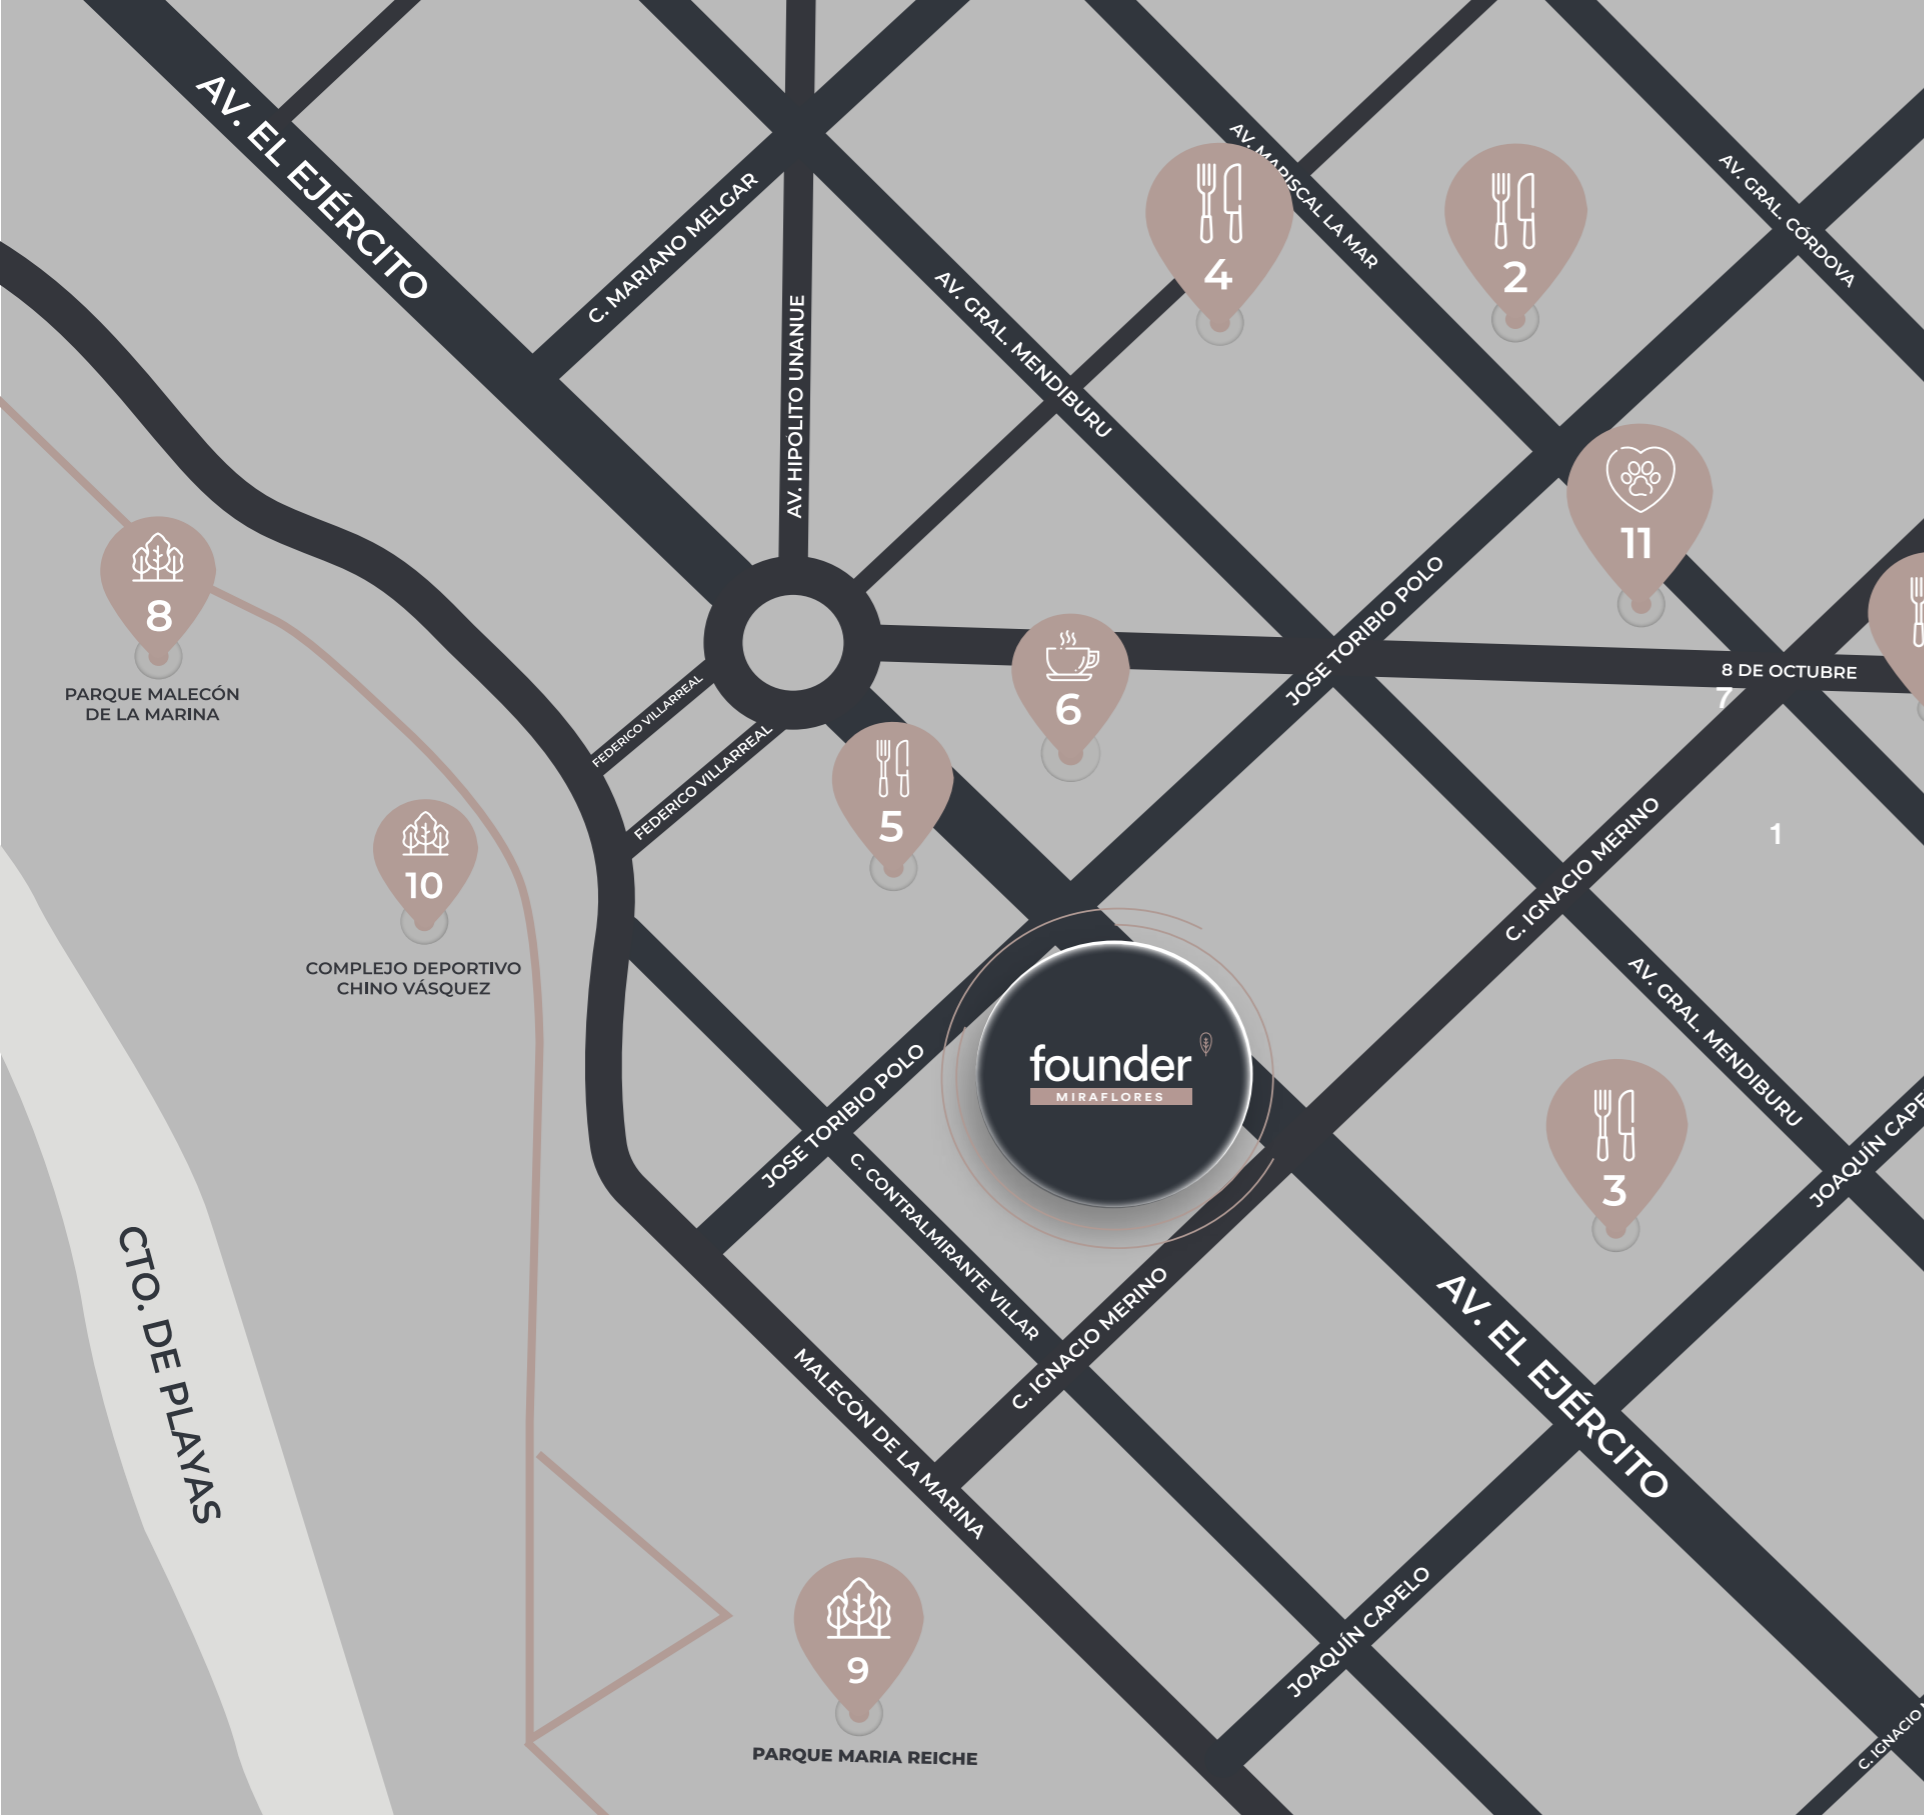 AV. EL EJÉRCITO
C. MARIANO MELGAR
AV. HIPOLITO UNANUE
AV. GRAL. MENDIBURU
AV. MARISCAL LA MAR
4
2
AV. GRAL. CÓRDOVA
11
8
PARQUE MALECÓN
DE LA MARINA
JOSE TORIBIO POLO
6
8 DE OCTUBRE
7
FEDERICO VILLARREAL
FEDERICO VILLARREAL
5
1
10
COMPLEJO DEPORTIVO
CHINO VÁSQUEZ
C. IGNACIO MERINO
AV. GRAL. MENDIBURU
founder
MIRAFLORES
JOSE TORIBIO POLO
3
C. CONTRALMIRANTE VILLAR
C. IGNACIO MERINO
JOAQUÍN CAPE
CTO. DE PLAYAS
AV. EL EJÉRCITO
MALECÓN DE LA MARINA
9
PARQUE MARIA REICHE
JOAQUÍN CAPELO
C. IGNACIO